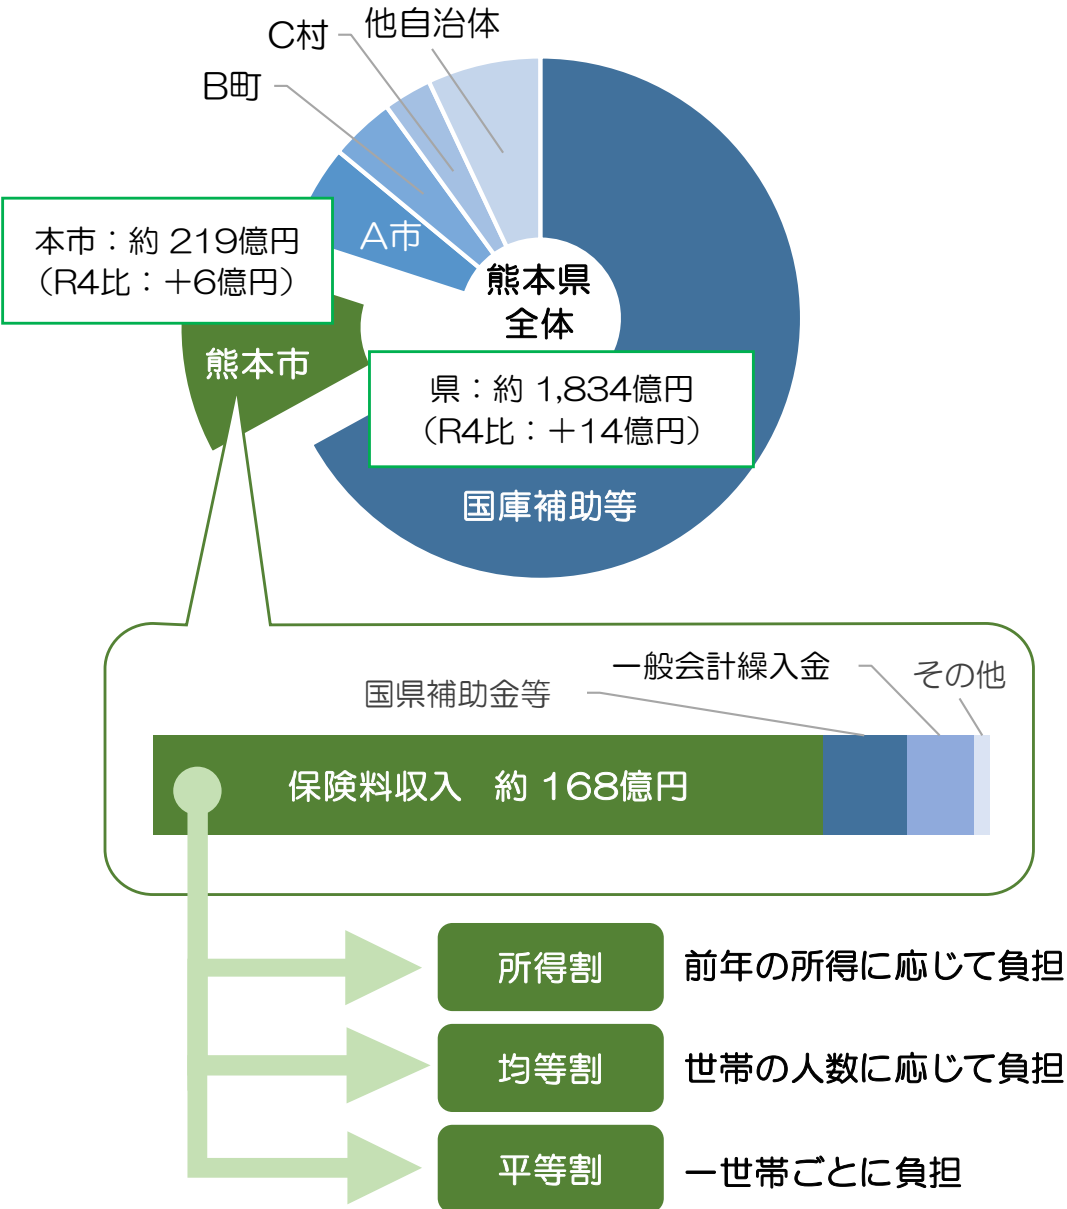 C村
他自治体
B町
A市
本市：約 219億円
（R4比：＋6億円）
熊本県
全体
熊本市
県：約 1,834億円
（R4比：＋14億円）
国庫補助等
一般会計繰入金
その他
国県補助金等
保険料収入　約 168億円
所得割
前年の所得に応じて負担
均等割
世帯の人数に応じて負担
平等割
一世帯ごとに負担